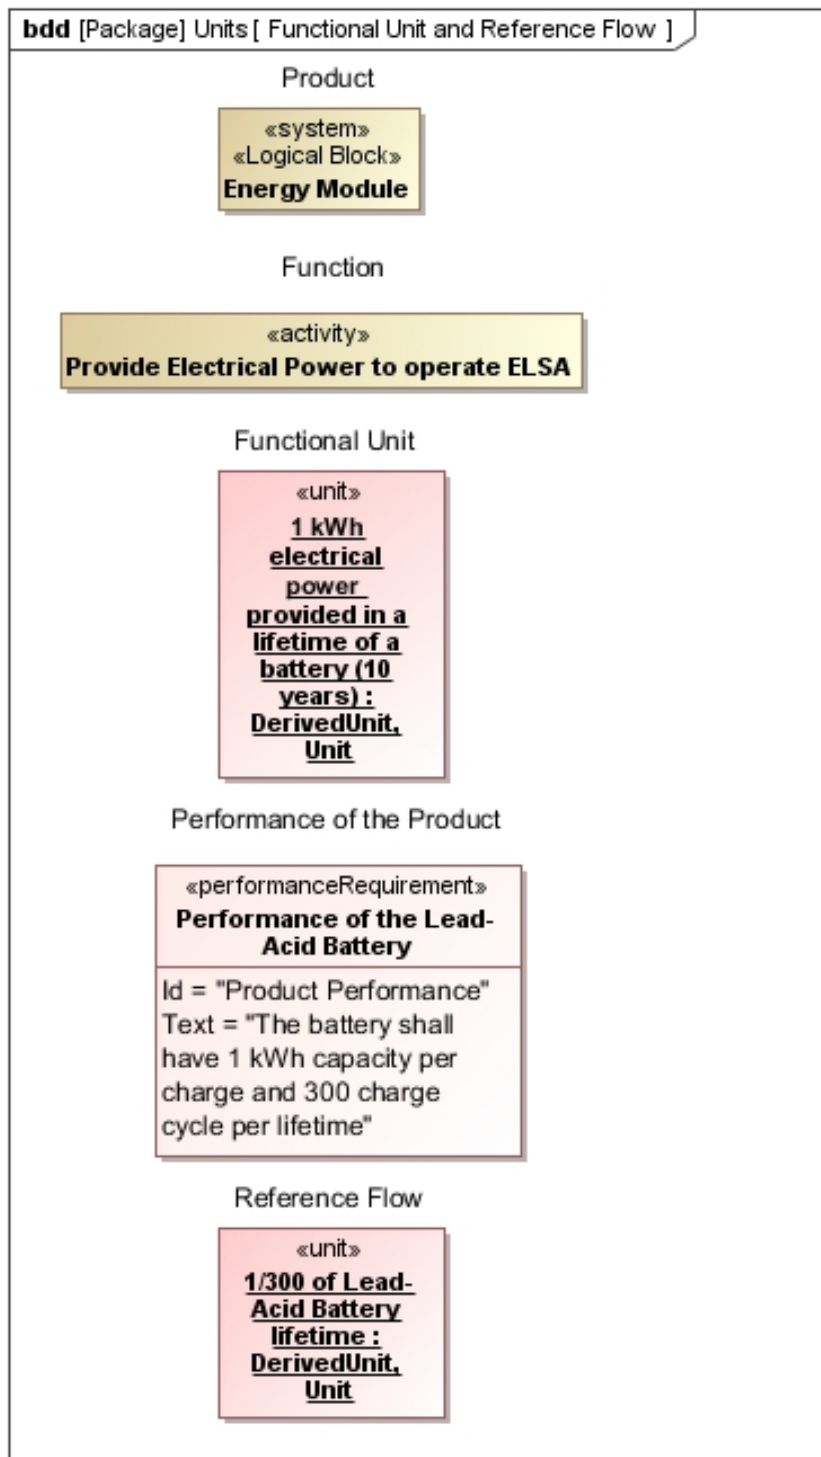 bdd [Package] Units [ Functional Unit and Reference Flow ]
Product
«system»
«Logical Block»
Energy Module
Function
«activity»
Provide Electrical Power to operate ELSA
Functional Unit
«unit»
1 kWh
electrical
power
provided in a
lifetime of a
battery (10
years) :
DerivedUnit,
Unit
Performance of the Product
«performanceRequirement»
Performance of the Lead-
Acid Battery
Id = "Product Performance"
Text = "The battery shall
have 1 kWh capacity per
charge and 300 charge
cycle per lifetime"
Reference Flow
«unit»
1/300 of Lead-
Acid Battery
lifetime :
DerivedUnit,
Unit